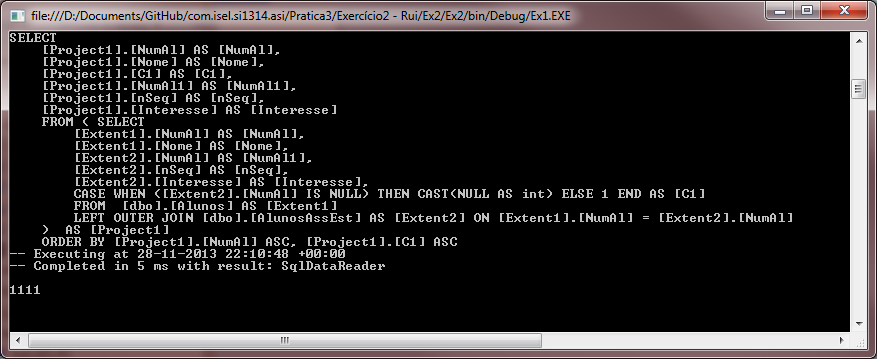 file:///D:/Documents/GitHub/com.isel.si1314.asi/Pratica3/Exercício2 - Rui/Ex2/Ex2/bin/Debug/Ex1.EXE
SELECT
    [Project1].[NumAl] AS [NumAl],
    [Project1].[Nome] AS [Nome],
    [Project1].[C1] AS [C1],
    [Project1].[NumAl1] AS [NumAl1],
    [Project1].[nSeq] AS [nSeq],
    [Project1].[Interesse] AS [Interesse]
    FROM ( SELECT
        [Extent1].[NumAl] AS [NumAl],
        [Extent1].[Nome] AS [Nome],
        [Extent2].[NumAl] AS [NumAl1],
        [Extent2].[nSeq] AS [nSeq],
        [Extent2].[Interesse] AS [Interesse],
        CASE WHEN ([Extent2].[NumAl] IS NULL) THEN CAST(NULL AS int) ELSE 1 END AS [C1]
        FROM  [dbo].[Alunos] AS [Extent1]
        LEFT OUTER JOIN [dbo].[AlunosAssEst] AS [Extent2] ON [Extent1].[NumAl] = [Extent2].[NumAl]
    )  AS [Project1]
    ORDER BY [Project1].[NumAl] ASC, [Project1].[C1] ASC
-- Executing at 28-11-2013 22:10:48 +00:00
-- Completed in 5 ms with result: SqlDataReader
1111